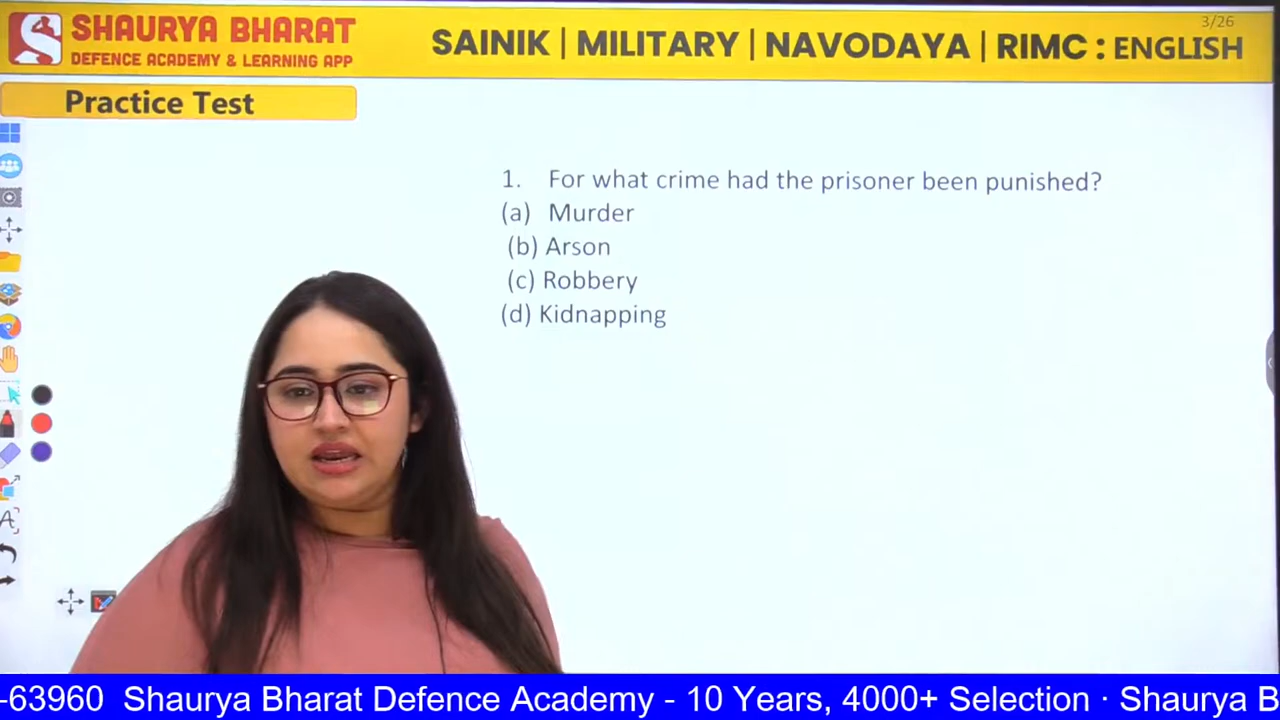 3/26
SHAURYA BHARAT
DEFENCE ACADEMY & LEARNING APP
SAINIK | MILITARY | NAVODAYA | RIMC : ENGLISH
Practice Test
1. For what crime had the prisoner been punished?
(a) Murder
(b) Arson
(c) Robbery
(d) Kidnapping
-63960 Shaurya Bharat Defence Academy - 10 Years, 4000+ Selection · Shaurya B